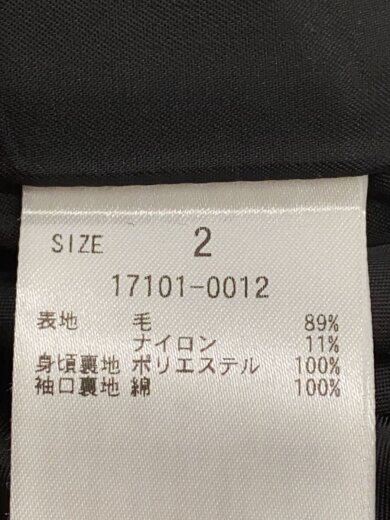 SIZE 2
17101-0012
表地 毛 89%
ナイロン 11%
身頃裏地 ポリエステル 100%
袖口裏地 綿 100%